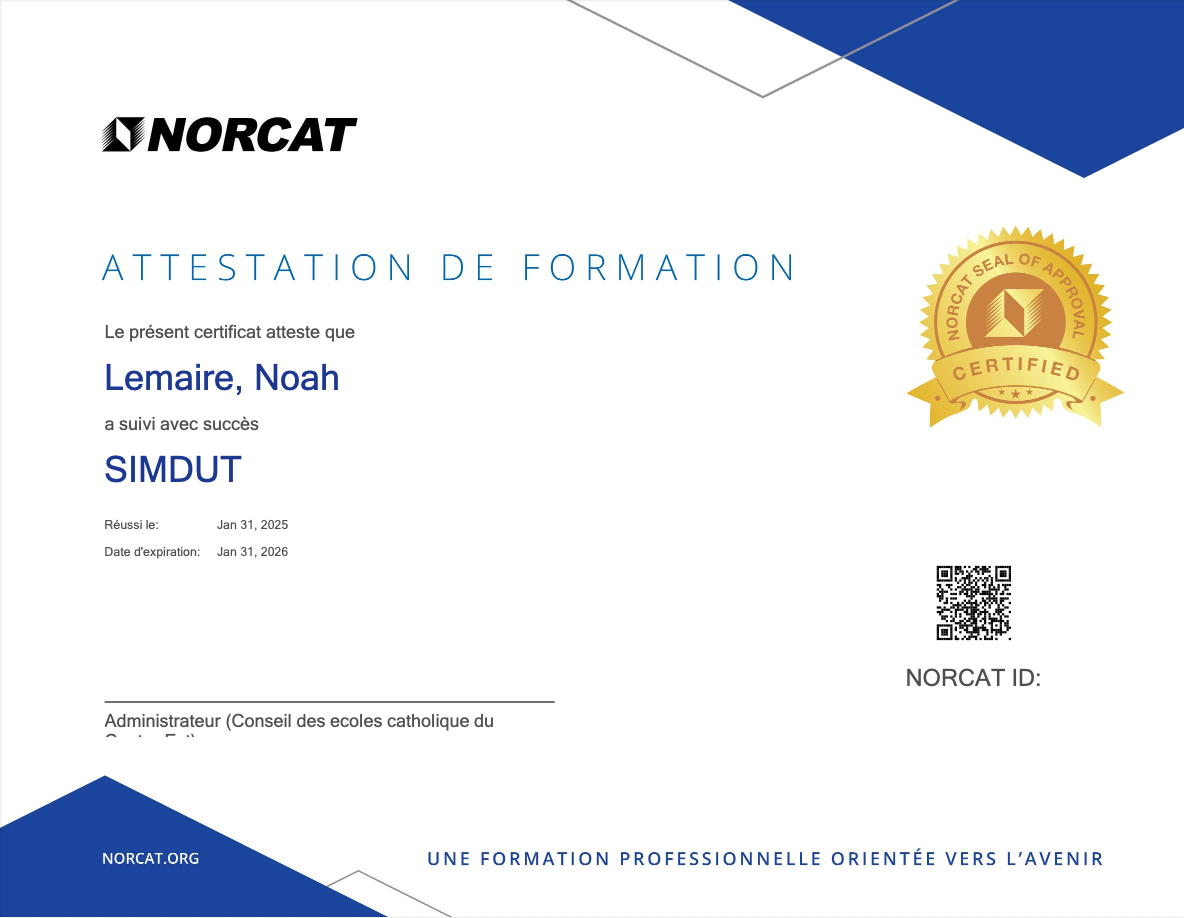 NORCAT
ATTESTATION DE FORMATION
Le présent certificat atteste que
Lemaire, Noah
a suivi avec succès
SIMDUT
Réussi le: Jan 31, 2025
Date d'expiration: Jan 31, 2026
NORCAT SEAL OF APPROVAL
CERTIFIED
NORCAT ID:
Administrateur (Conseil des ecoles catholique du
NORCAT.ORG
UNE FORMATION PROFESSIONNELLE ORIENTÉE VERS L'AVENIR